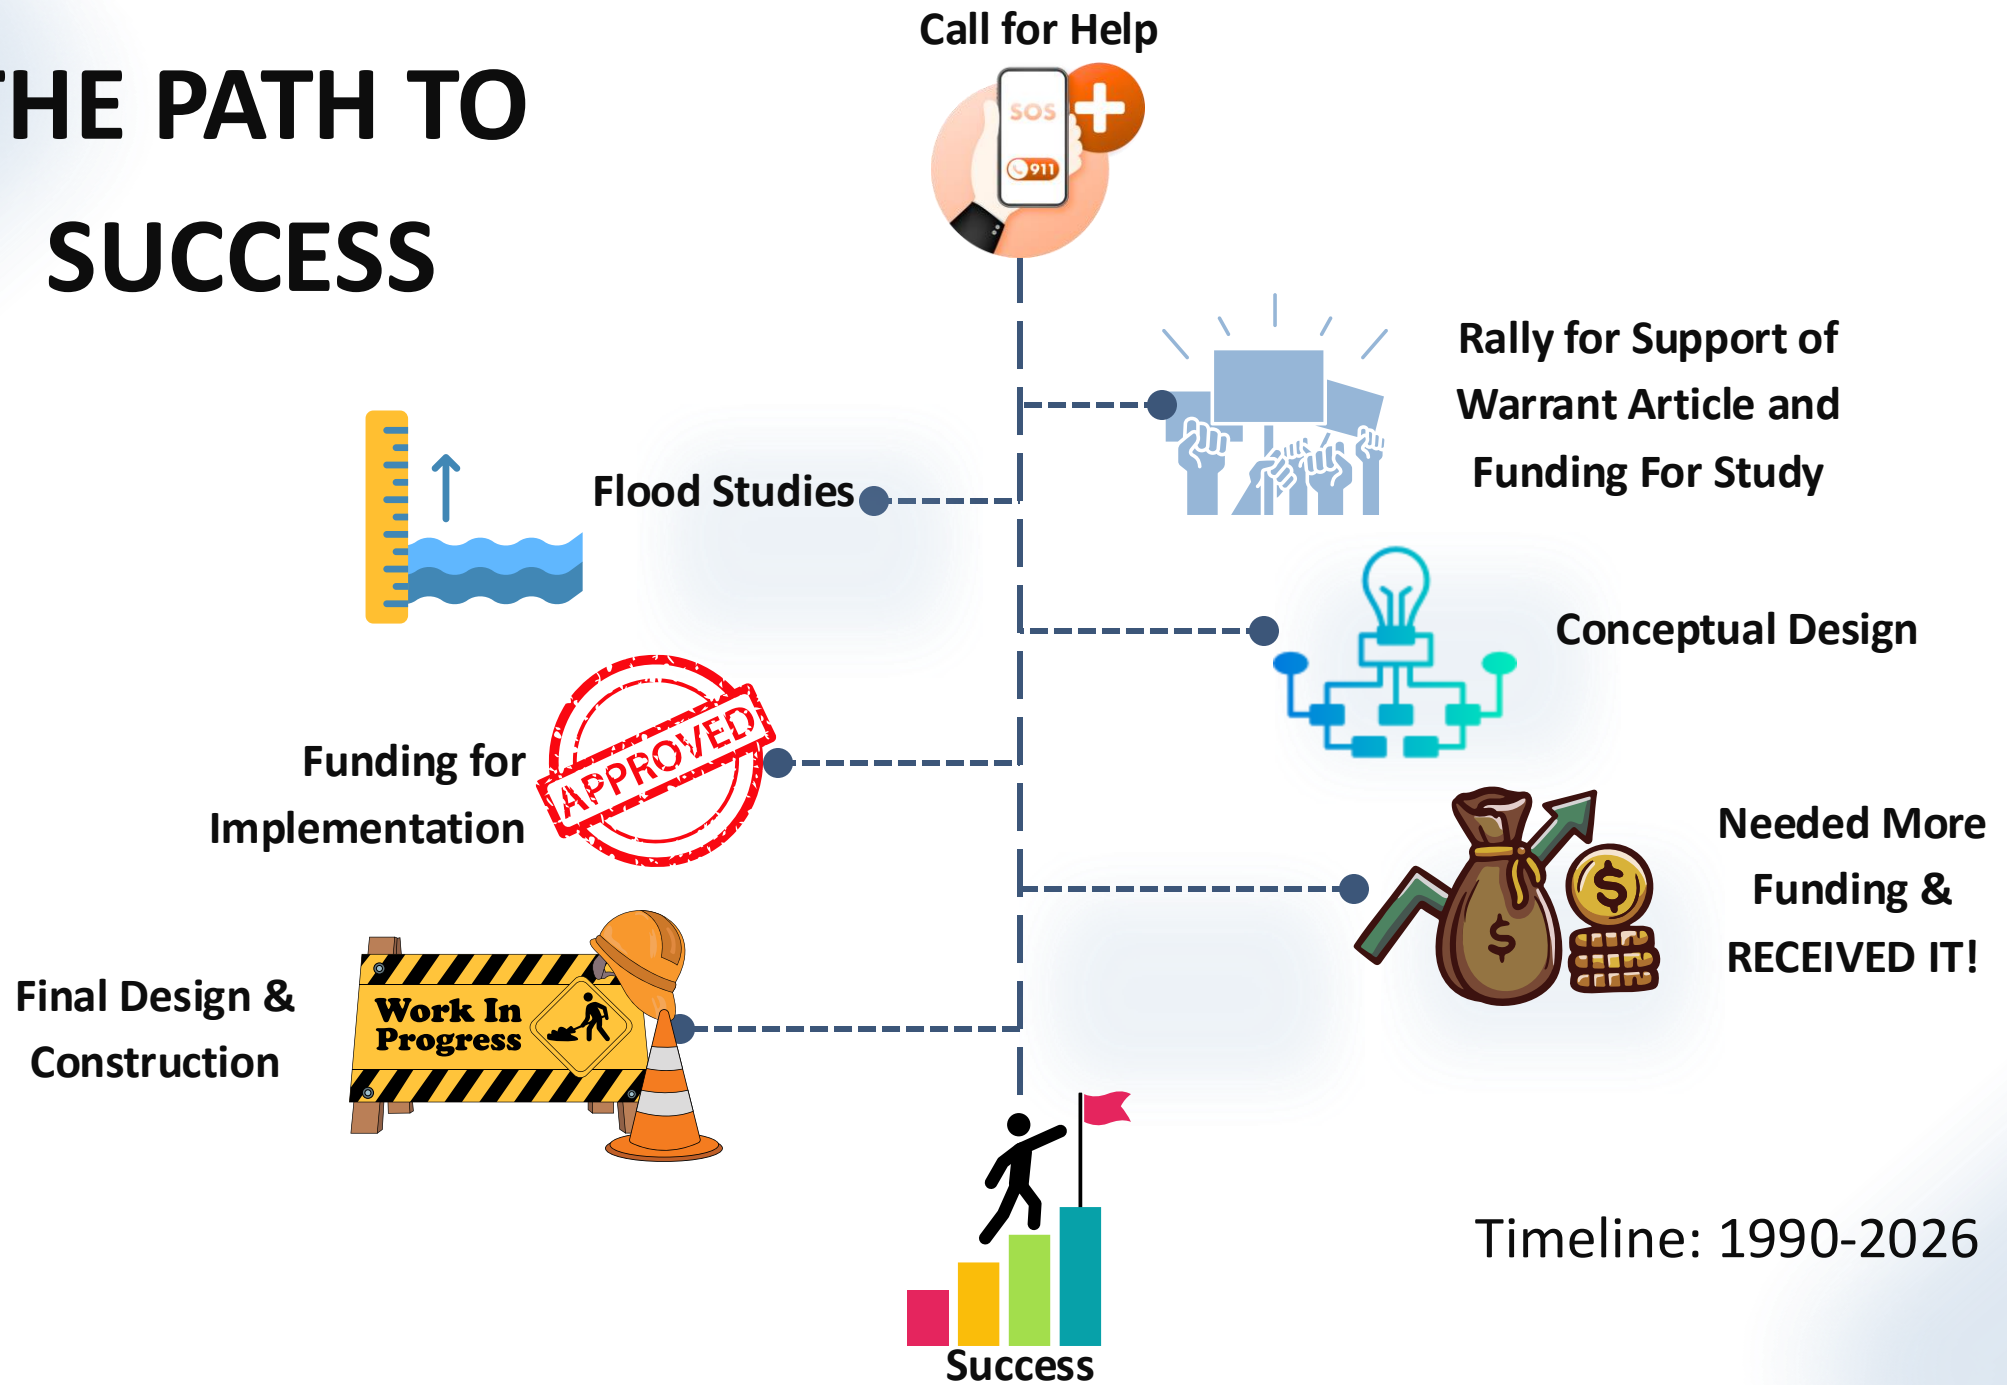 THE PATH TO
SUCCESS
Call for Help
SOS
911
Rally for Support of
Warrant Article and
Funding For Study
Flood Studies
Conceptual Design
Funding for
Implementation
APPROVED
Needed More
Funding &
RECEIVED IT!
Final Design &
Construction
Work In
Progress
$
$
Success
Timeline: 1990-2026